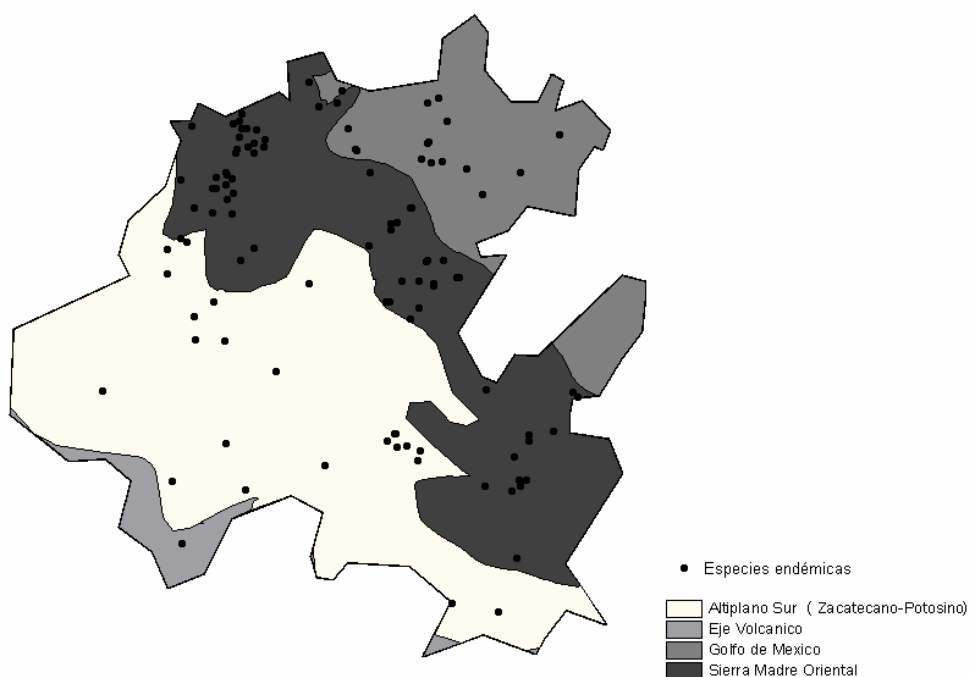 Especies endémicas
Altiplano Sur ( Zacatecano-Potosino)
Eje Volcanico
Golfo de Mexico
Sierra Madre Oriental